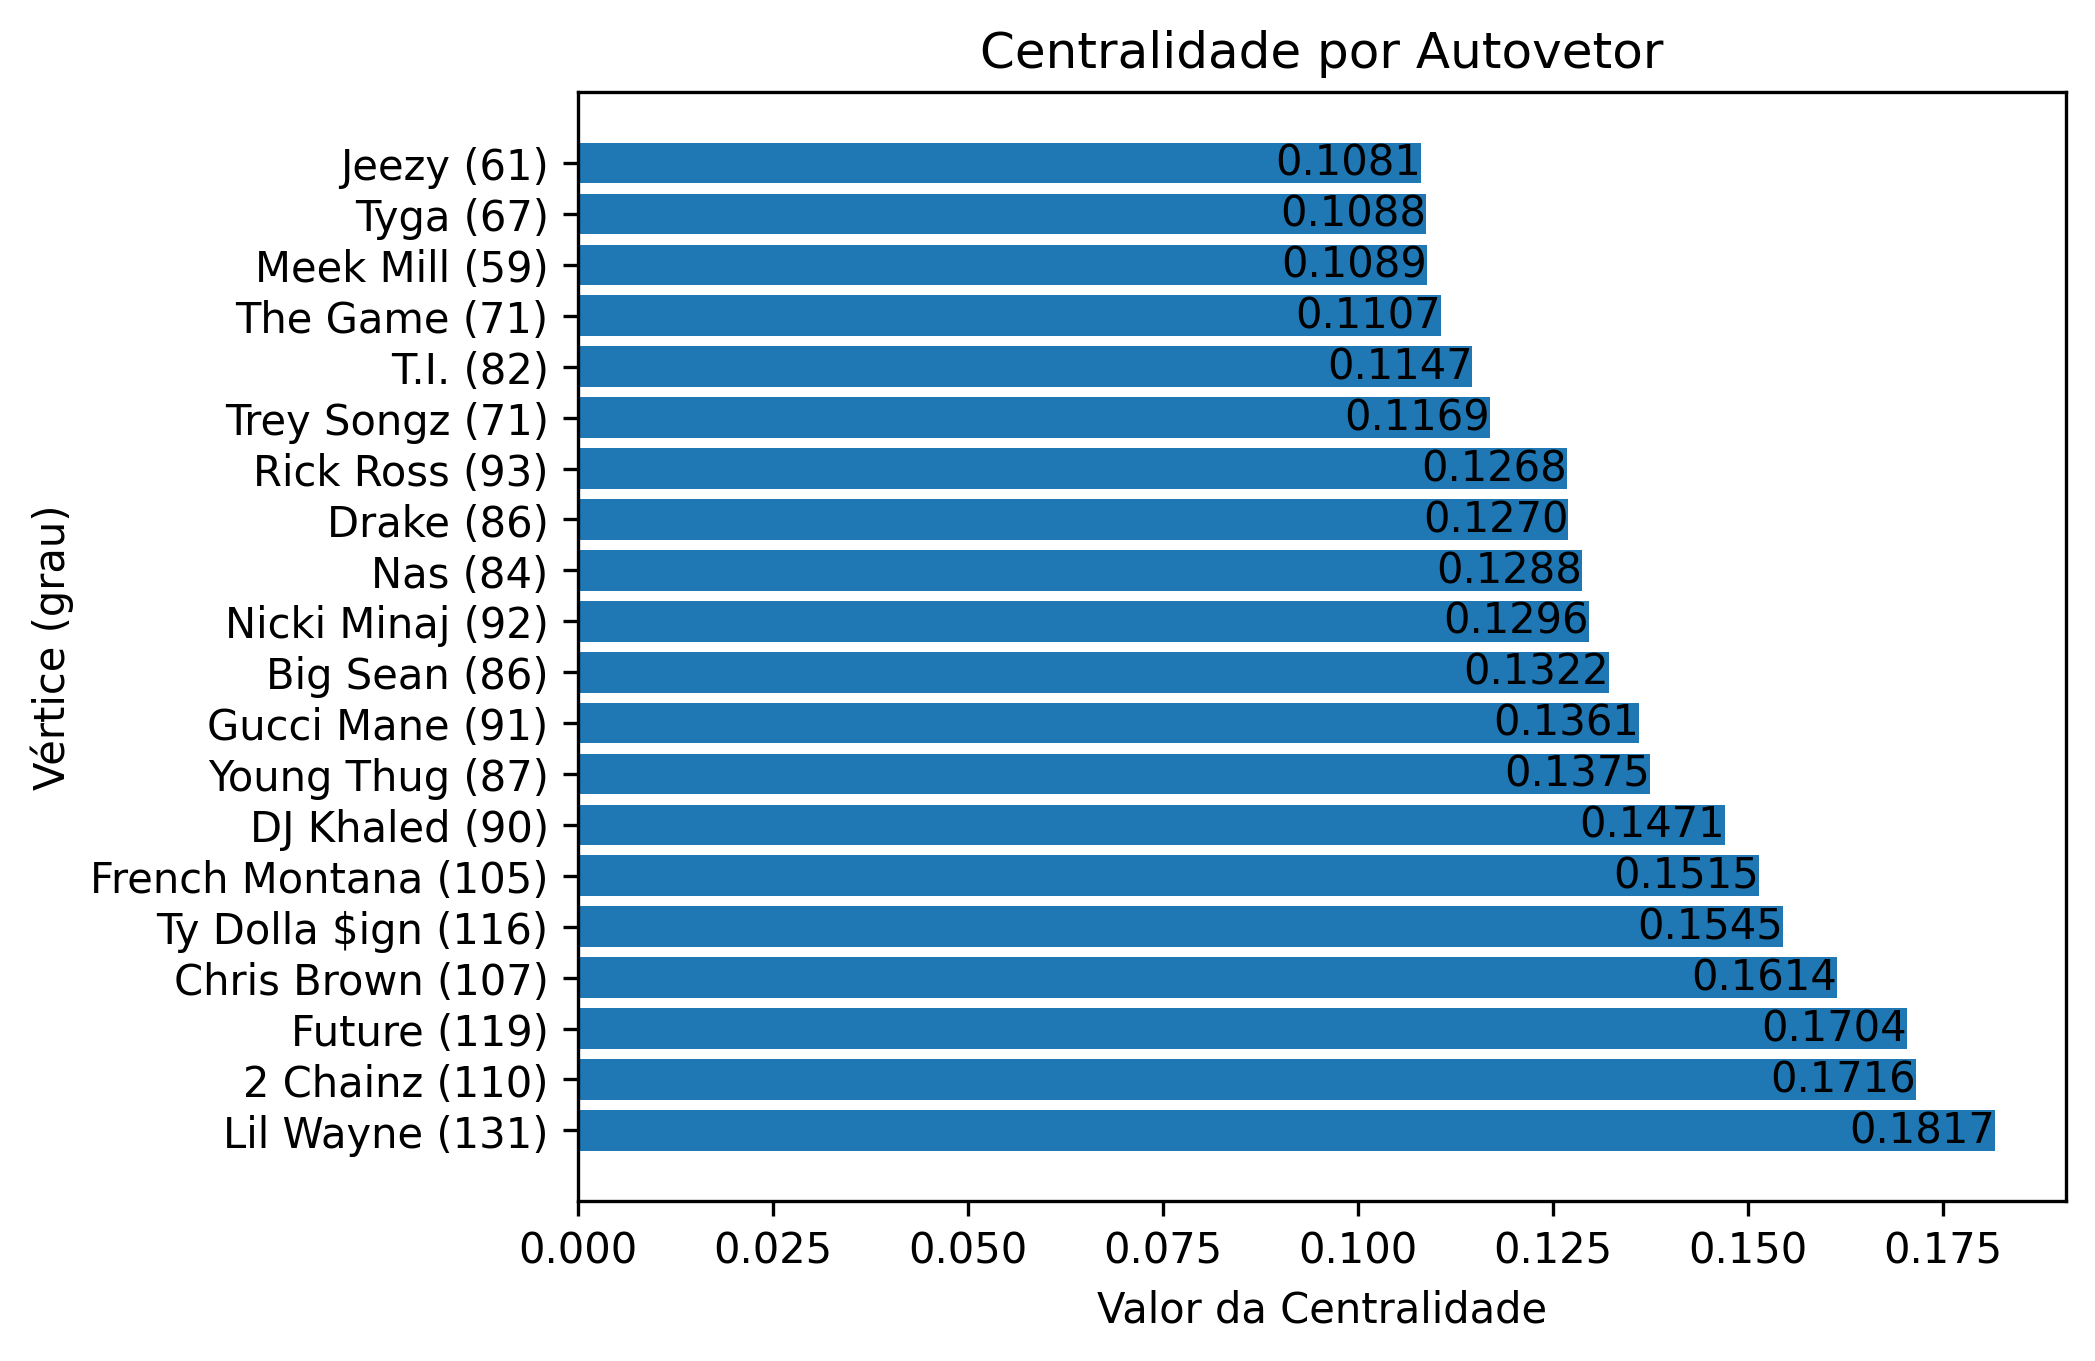 Centralidade por Autovetor
Vértice (grau)
Jeezy (61) 0.1081
Tyga (67) 0.1088
Meek Mill (59) 0.1089
The Game (71) 0.1107
T.I. (82) 0.1147
Trey Songz (71) 0.1169
Rick Ross (93) 0.1268
Drake (86) 0.1270
Nas (84) 0.1288
Nicki Minaj (92) 0.1296
Big Sean (86) 0.1322
Gucci Mane (91) 0.1361
Young Thug (87) 0.1375
DJ Khaled (90) 0.1471
French Montana (105) 0.1515
Ty Dolla $ign (116) 0.1545
Chris Brown (107) 0.1614
Future (119) 0.1704
2 Chainz (110) 0.1716
Lil Wayne (131) 0.1817
0.000 0.025 0.050 0.075 0.100 0.125 0.150 0.175
Valor da Centralidade